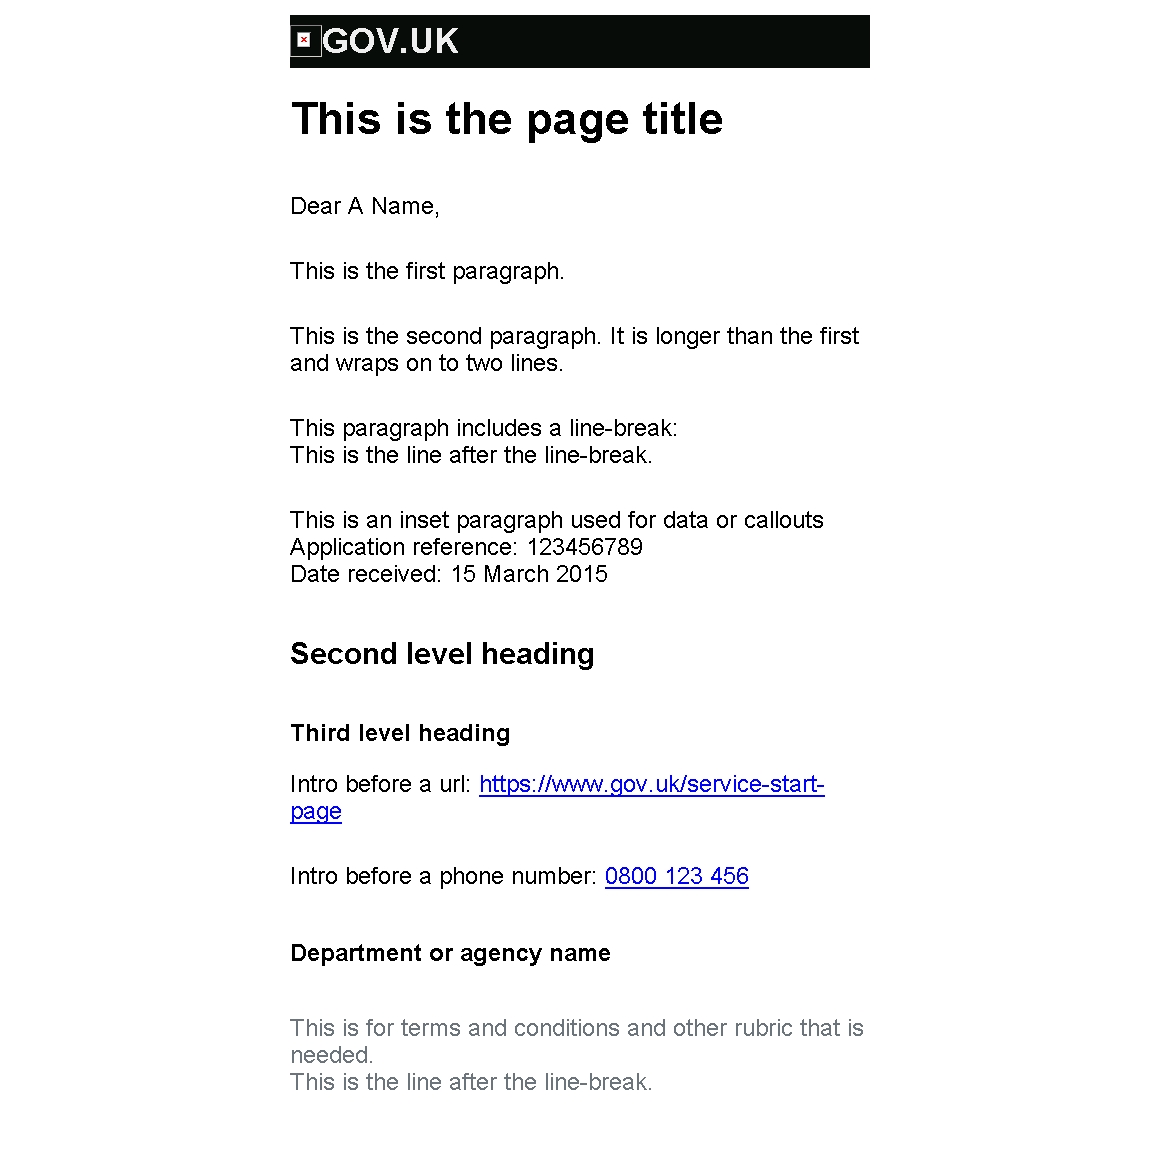 GOV.UK
This is the page title
Dear A Name,
This is the first paragraph.
This is the second paragraph. It is longer than the first
and wraps on to two lines.
This paragraph includes a line-break:
This is the line after the line-break.
This is an inset paragraph used for data or callouts
Application reference: 123456789
Date received: 15 March 2015
Second level heading
Third level heading
Intro before a url: https://www.gov.uk/service-start-
page
Intro before a phone number: 0800 123 456
Department or agency name
This is for terms and conditions and other rubric that is
needed.
This is the line after the line-break.